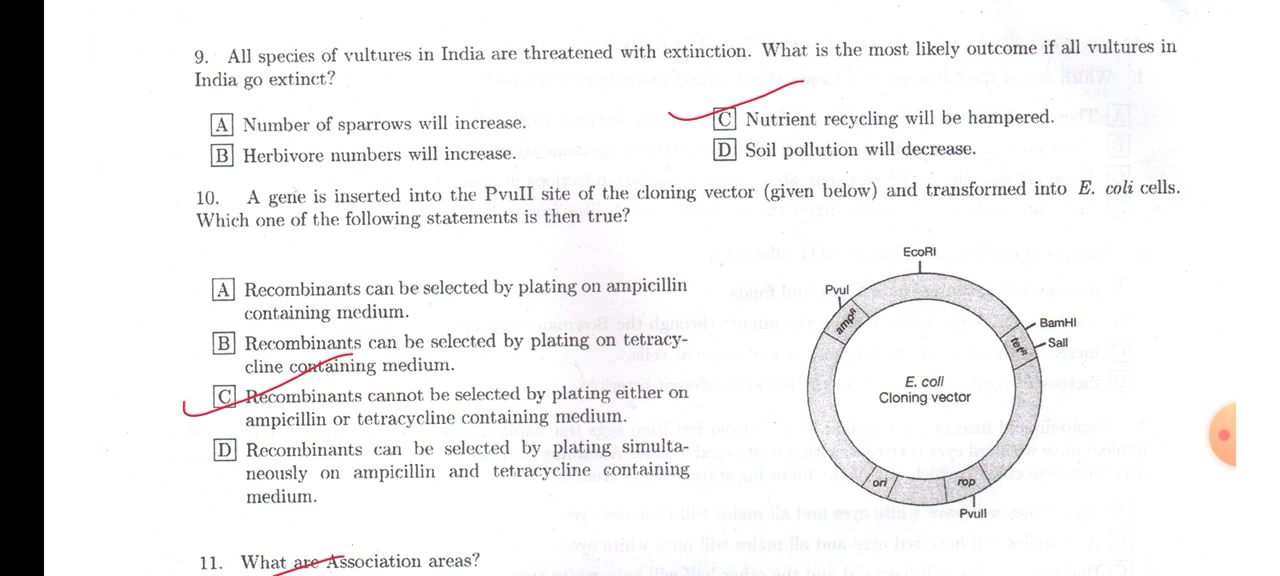 9. All species of vultures in India are threatened with extinction. What is the most likely outcome if all vultures in
India go extinct?
A Number of sparrows will increase.
B Herbivore numbers will increase.
C Nutrient recycling will be hampered.
D Soil pollution will decrease.
10. A gene is inserted into the PvuII site of the cloning vector (given below) and transformed into E. coli cells.
Which one of the following statements is then true?
A Recombinants can be selected by plating on ampicillin
containing medium.
B Recombinants can be selected by plating on tetracy-
cline containing medium.
C Recombinants cannot be selected by plating either on
ampicillin or tetracycline containing medium.
D Recombinants can be selected by plating simulta-
neously on ampicillin and tetracycline containing
medium.
EcoRI
PvuI
ampR
BamHI
SalI
tetR
E. coli
Cloning vector
ori
rop
PvuII
11. What are Association areas?